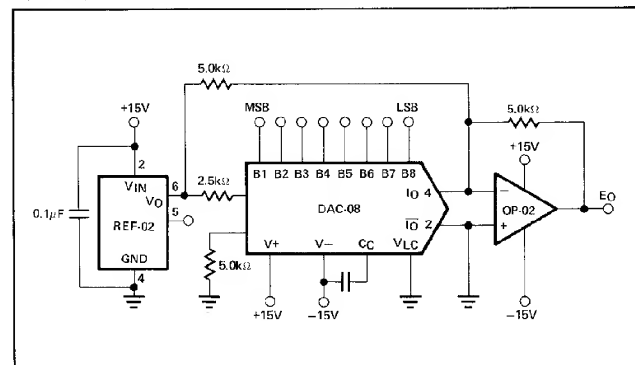 5.0kΩ
+15V
MSB
LSB
5.0kΩ
+15V
2
6
2.5kΩ
B1 B2 B3 B4 B5 B6 B7 B8
VIN
VO
IO 4
−
EO
0.1µF
5
REF-02
DAC-08
OP-02
IO 2
+
GND
V+
V−
CC
VLC
4
5.0kΩ
+15V
−15V
−15V